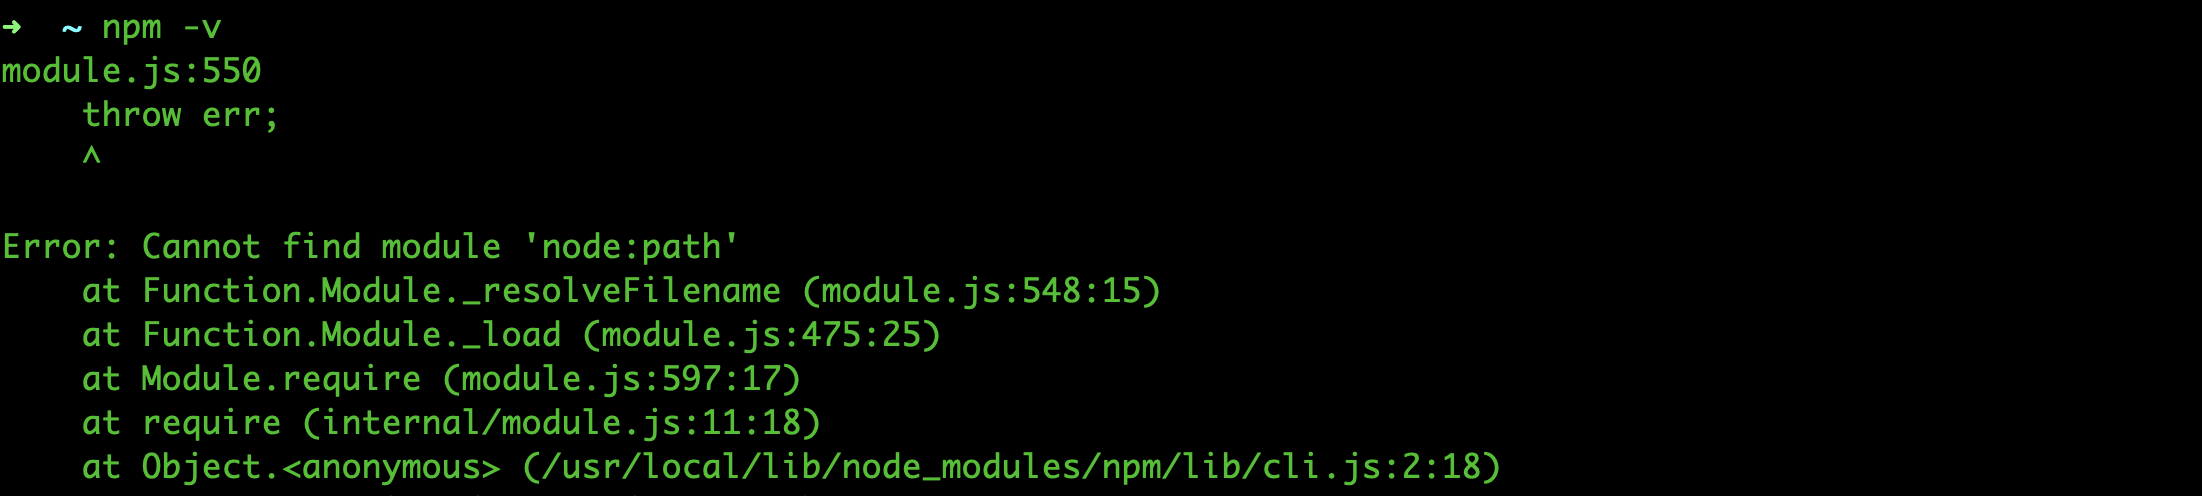 ➜  ~ npm -v
module.js:550
    throw err;
    ^

Error: Cannot find module 'node:path'
    at Function.Module._resolveFilename (module.js:548:15)
    at Function.Module._load (module.js:475:25)
    at Module.require (module.js:597:17)
    at require (internal/module.js:11:18)
    at Object.<anonymous> (/usr/local/lib/node_modules/npm/lib/cli.js:2:18)